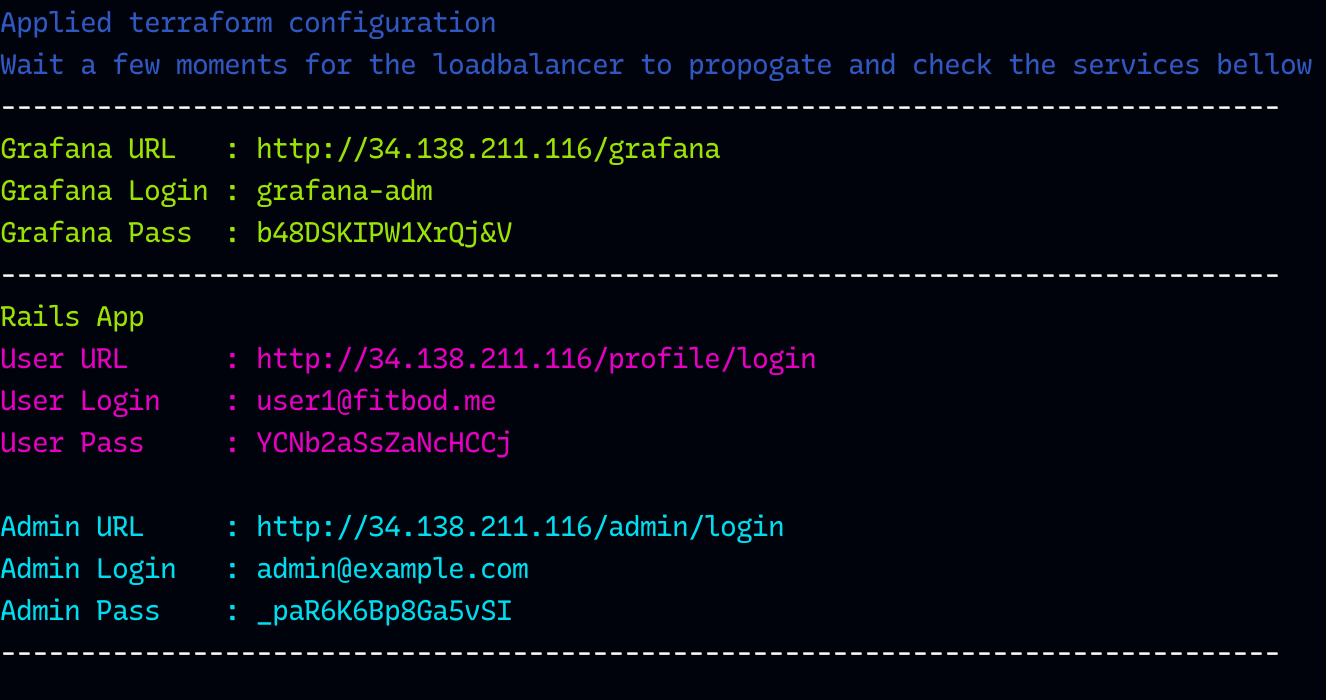 Applied terraform configuration
Wait a few moments for the loadbalancer to propogate and check the services bellow
--------------------------------------------------------------------------------
Grafana URL   : http://34.138.211.116/grafana
Grafana Login : grafana-adm
Grafana Pass  : b48DSKIPW1XrQj&V
--------------------------------------------------------------------------------
Rails App
User URL      : http://34.138.211.116/profile/login
User Login    : user1@fitbod.me
User Pass     : YCNb2aSsZaNcHCCj
Admin URL     : http://34.138.211.116/admin/login
Admin Login   : admin@example.com
Admin Pass    : _paR6K6Bp8Ga5vSI
--------------------------------------------------------------------------------